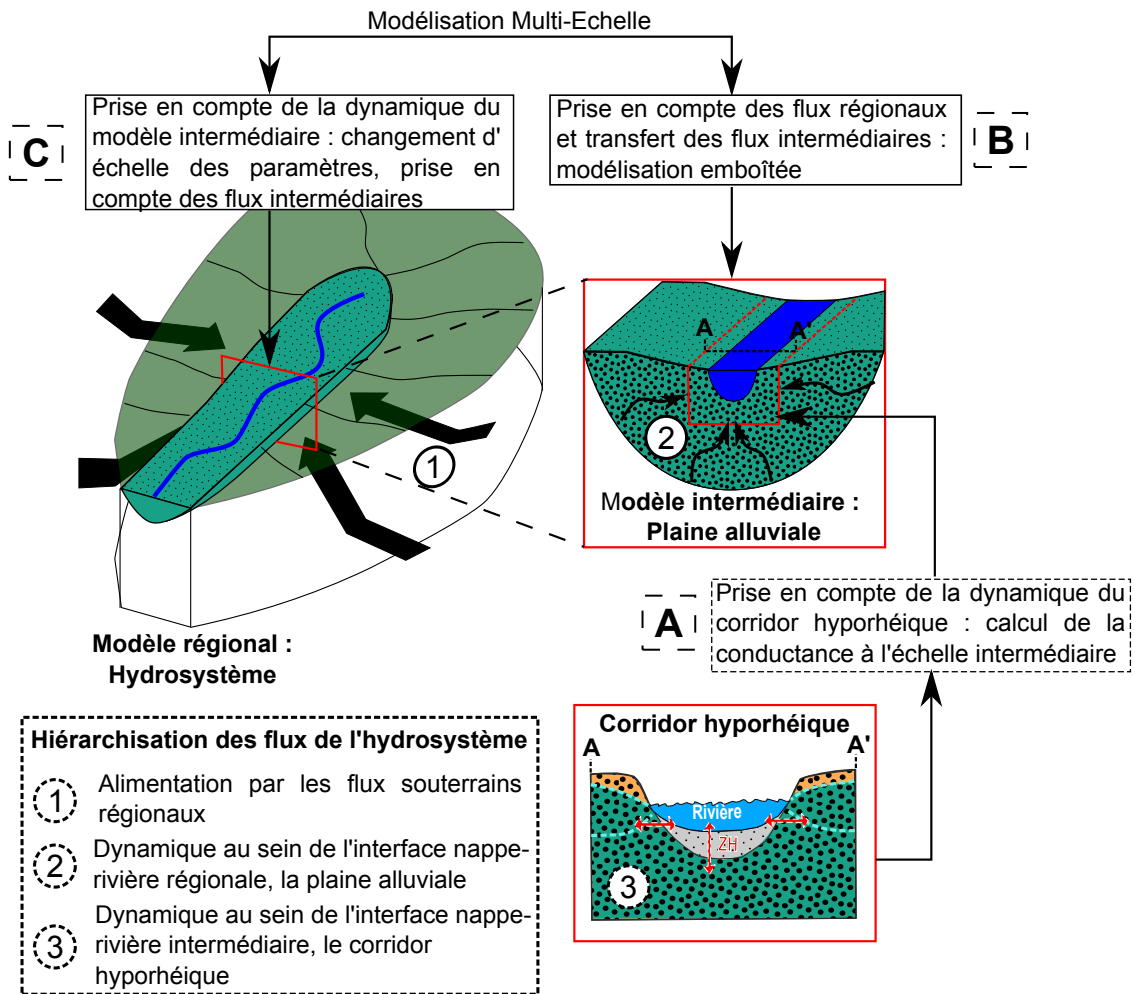 Modélisation Multi-Echelle
C
Prise en compte de la dynamique du
modèle intermédiaire : changement d'
échelle des paramètres, prise en
compte des flux intermédiaires
Prise en compte des flux régionaux
et transfert des flux intermédiaires :
modélisation emboîtée
B
1
A
A'
2
Modèle intermédiaire :
Plaine alluviale
Modèle régional :
Hydrosystème
A
Prise en compte de la dynamique du
corridor hyporhéique : calcul de la
conductance à l'échelle intermédiaire
Hiérarchisation des flux de l'hydrosystème
1
Alimentation par les flux souterrains
régionaux
2
Dynamique au sein de l'interface nappe-
rivière régionale, la plaine alluviale
3
Dynamique au sein de l'interface nappe-
rivière intermédiaire, le corridor
hyporhéique
Corridor hyporhéique
A
A'
Rivière
ZH
3